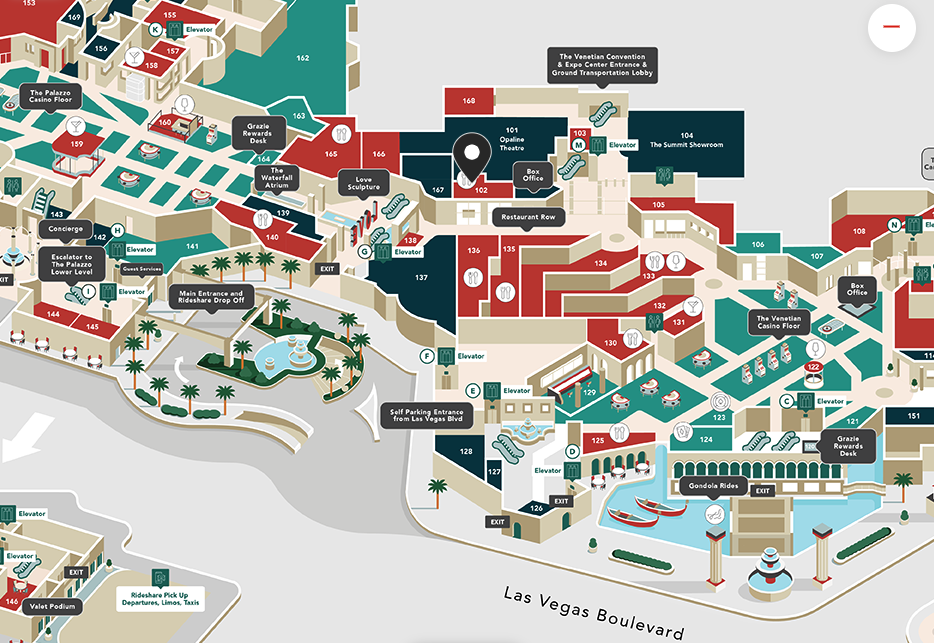 153
169
155
K
Elevator
156
157
158
162
The Palazzo
Casino Floor
163
160
159
Grazie
Rewards
Desk
164
165
166
The
Waterfall
Atrium
Love
Sculpture
The Venetian Convention
& Expo Center Entrance &
Ground Transportation Lobby
168
101
Opaline
Theatre
103
M
Elevator
104
The Summit Showroom
167
102
Box
Office
Restaurant Row
105
106
107
108
N
143
Concierge
142
H
Elevator
Escalator to
The Palazzo
Lower Level
I
Elevator
Guest Services
141
139
140
EXIT
G
Elevator
138
137
136
135
134
133
132
131
130
Main Entrance and
Rideshare Drop Off
144
145
F
Elevator
E
Elevator
129
The Venetian
Casino Floor
Box
Office
122
C
Elevator
123
124
121
151
Grazie
Rewards
Desk
Self Parking Entrance
from Las Vegas Blvd
128
127
126
125
D
Elevator
EXIT
EXIT
Gondola Rides
EXIT
Las Vegas Boulevard
Elevator
Elevator
EXIT
146
Valet Podium
Rideshare Pick Up
Departures, Limos, Taxis